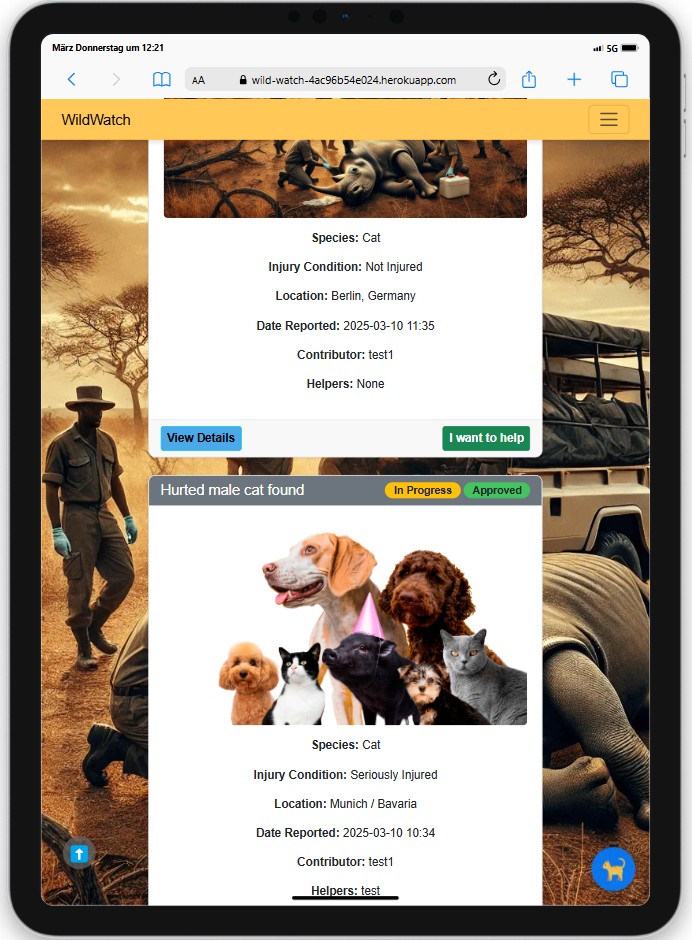 März Donnerstag um 12:21
5G
AA
wild-watch-4ac96b54e024.herokuapp.com
WildWatch
Species: Cat
Injury Condition: Not Injured
Location: Berlin, Germany
Date Reported: 2025-03-10 11:35
Contributor: test1
Helpers: None
View Details
I want to help
Hurted male cat found
In Progress
Approved
Species: Cat
Injury Condition: Seriously Injured
Location: Munich / Bavaria
Date Reported: 2025-03-10 10:34
Contributor: test1
Helpers: test